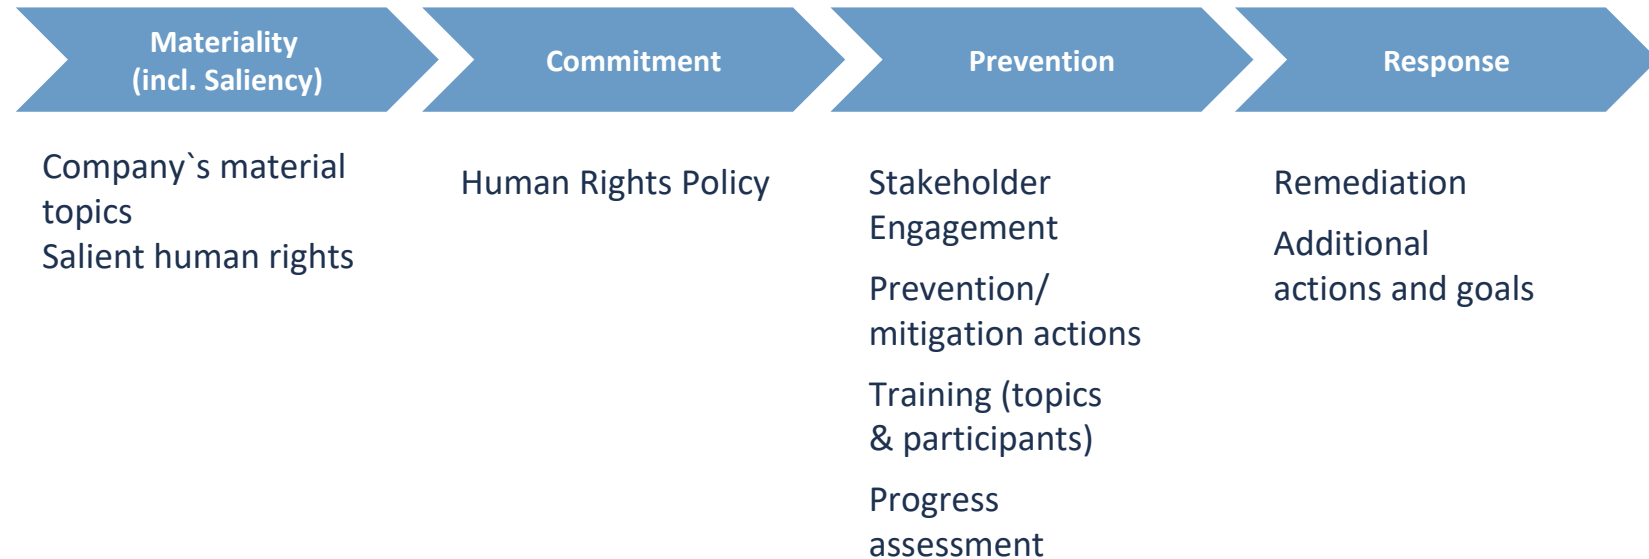 Materiality
(incl. Saliency)
Commitment
Prevention
Response
Company`s material
topics
Salient human rights
Human Rights Policy
Stakeholder
Engagement
Prevention/
mitigation actions
Training (topics
& participants)
Progress
assessment
Remediation
Additional
actions and goals